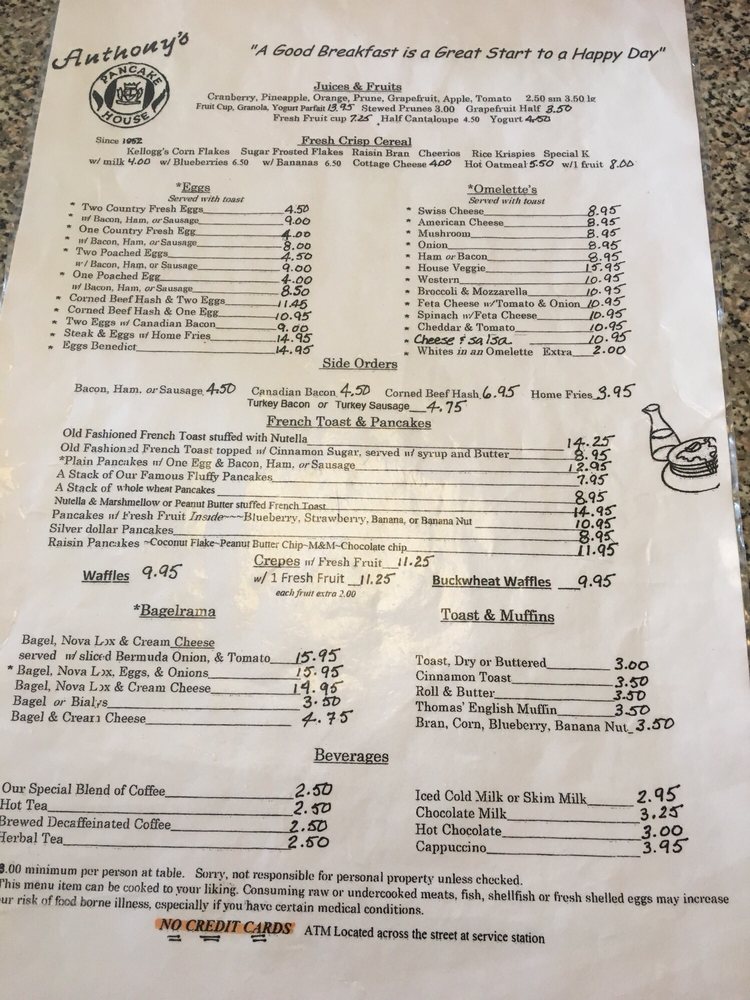 Anthony's
PANCAKE
HOUSE
Since 1952
"A Good Breakfast is a Great Start to a Happy Day"
Juices & Fruits
Cranberry, Pineapple, Orange, Prune, Grapefruit, Apple, Tomato 2.50 sm 3.50 lg
Fruit Cup, Granola, Yogurt Parfait 13.95 Stewed Prunes 3.00 Grapefruit Half 3.50
Fresh Fruit cup 7.25 Half Cantaloupe 4.50 Yogurt 4.50
Fresh Crisp Cereal
Kellogg's Corn Flakes Sugar Frosted Flakes Raisin Bran Cheerios Rice Krispies Special K
w/ milk 4.00 w/ Blueberries 6.50 w/ Bananas 6.50 Cottage Cheese 4.00 Hot Oatmeal 5.50 w/1 fruit 8.00
*Eggs
Served with toast
* Two Country Fresh Eggs 4.50
* w/ Bacon, Ham, or Sausage 9.00
* One Country Fresh Egg 4.00
* w/ Bacon, Ham, or Sausage 8.00
* Two Poached Eggs 4.50
w/ Bacon, Ham, or Sausage 9.00
* One Poached Egg 4.00
w/ Bacon, Ham, or Sausage 8.50
* Corned Beef Hash & Two Eggs 11.45
* Corned Beef Hash & One Egg 10.95
* Two Eggs w/ Canadian Bacon 9.00
* Steak & Eggs w/ Home Fries 14.95
* Eggs Benedict 14.95
*Omelette's
Served with toast
* Swiss Cheese 8.95
* American Cheese 8.95
* Mushroom 8.95
* Onion 8.95
* Ham or Bacon 8.95
* House Veggie 15.95
* Western 10.95
* Broccoli & Mozzarella 10.95
* Feta Cheese w/Tomato & Onion 10.95
* Spinach w/Feta Cheese 10.95
* Cheddar & Tomato 10.95
* Cheese & salsa 10.95
* Whites in an Omelette Extra 2.00
Side Orders
Bacon, Ham. or Sausage 4.50 Canadian Bacon 4.50 Corned Beef Hash 6.95 Home Fries 3.95
Turkey Bacon or Turkey Sausage 4.75
French Toast & Pancakes
Old Fashioned French Toast stuffed with Nutella 14.25
Old Fashioned French Toast topped w/ Cinnamon Sugar, served w/ syrup and Butter 8.95
*Plain Pancakes w/ One Egg & Bacon, Ham. or Sausage 12.95
A Stack of Our Famous Fluffy Pancakes 7.95
A Stack of whole wheat Pancakes 8.95
Nutella & Marshmellow or Peanut Butter stuffed French Toast 14.95
Pancakes w/ Fresh Fruit Inside~~~Blueberry, Strawberry, Banana, or Banana Nut 10.95
Silver dollar Pancakes 8.95
Raisin Pancakes ~Coconut Flake~Peanut Butter Chip~M&M~Chocolate chip 11.95
Waffles 9.95
Crepes w/ Fresh Fruit 11.25
w/ 1 Fresh Fruit 11.25
each fruit extra 2.00
Buckwheat Waffles 9.95
*Bagelrama
Bagel, Nova Lox & Cream Cheese
served w/ sliced Bermuda Onion, & Tomato 15.95
* Bagel, Nova Lox, Eggs, & Onions 15.95
Bagel, Nova Lox & Cream Cheese 14.95
Bagel or Bialys 3.50
Bagel & Cream Cheese 4.75
Toast & Muffins
Toast, Dry or Buttered 3.00
Cinnamon Toast 3.50
Roll & Butter 3.50
Thomas' English Muffin 3.50
Bran, Corn, Blueberry, Banana Nut 3.50
Beverages
Our Special Blend of Coffee 2.50
Hot Tea 2.50
Brewed Decaffeinated Coffee 2.50
Herbal Tea 2.50
Iced Cold Milk or Skim Milk 2.95
Chocolate Milk 3.25
Hot Chocolate 3.00
Cappuccino 3.95
8.00 minimum per person at table. Sorry, not responsible for personal property unless checked.
This menu item can be cooked to your liking. Consuming raw or undercooked meats, fish, shellfish or fresh shelled eggs may increase
ur risk of food borne illness, especially if you have certain medical conditions.
NO CREDIT CARDS ATM Located across the street at service station